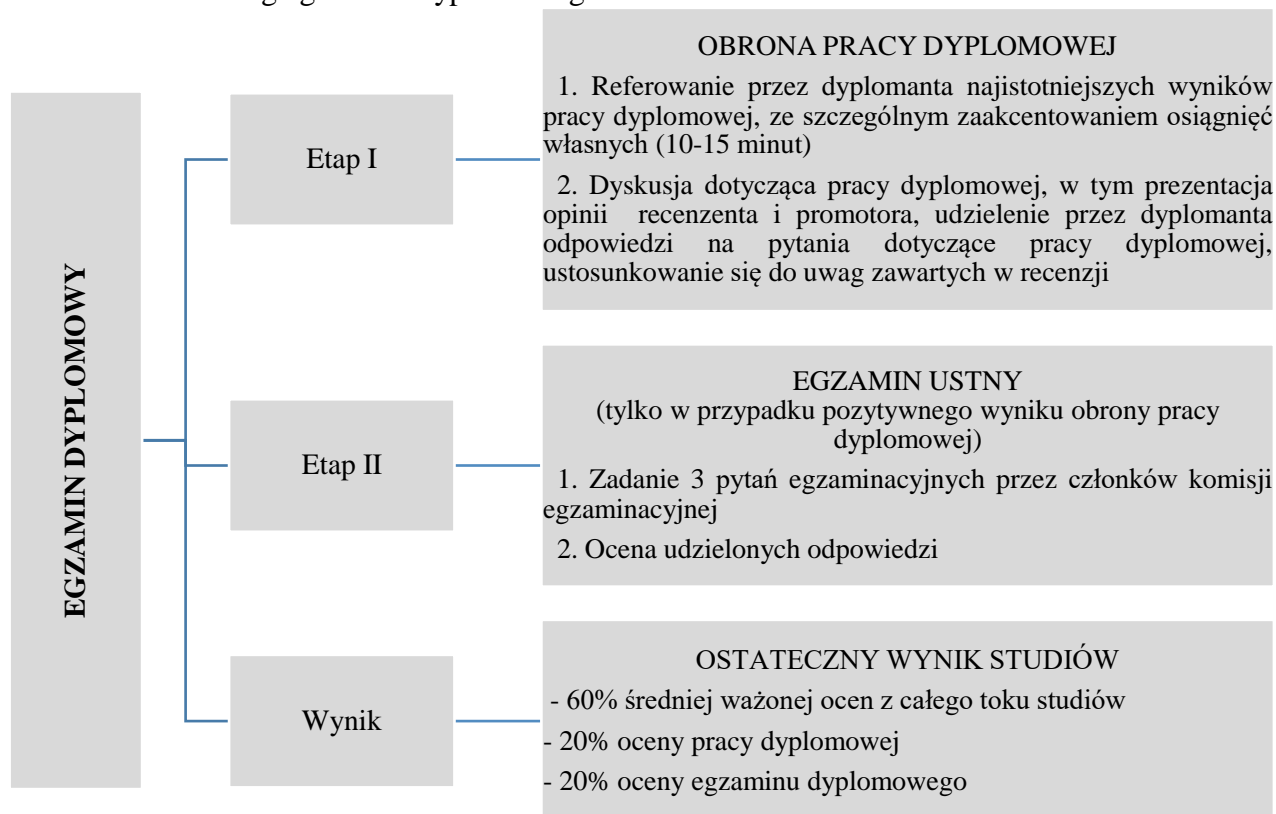 EGZAMIN DYPLOMOWY
Etap I
OBRONA PRACY DYPLOMOWEJ
1. Referowanie przez dyplomanta najistotniejszych wyników
pracy dyplomowej, ze szczególnym zaakcentowaniem osiągnięć
własnych (10-15 minut)
2. Dyskusja dotycząca pracy dyplomowej, w tym prezentacja
opinii recenzenta i promotora, udzielenie przez dyplomanta
odpowiedzi na pytania dotyczące pracy dyplomowej,
ustosunkowanie się do uwag zawartych w recenzji
Etap II
EGZAMIN USTNY
(tylko w przypadku pozytywnego wyniku obrony pracy
dyplomowej)
1. Zadanie 3 pytań egzaminacyjnych przez członków komisji
egzaminacyjnej
2. Ocena udzielonych odpowiedzi
Wynik
OSTATECZNY WYNIK STUDIÓW
- 60% średniej ważonej ocen z całego toku studiów
- 20% oceny pracy dyplomowej
- 20% oceny egzaminu dyplomowego